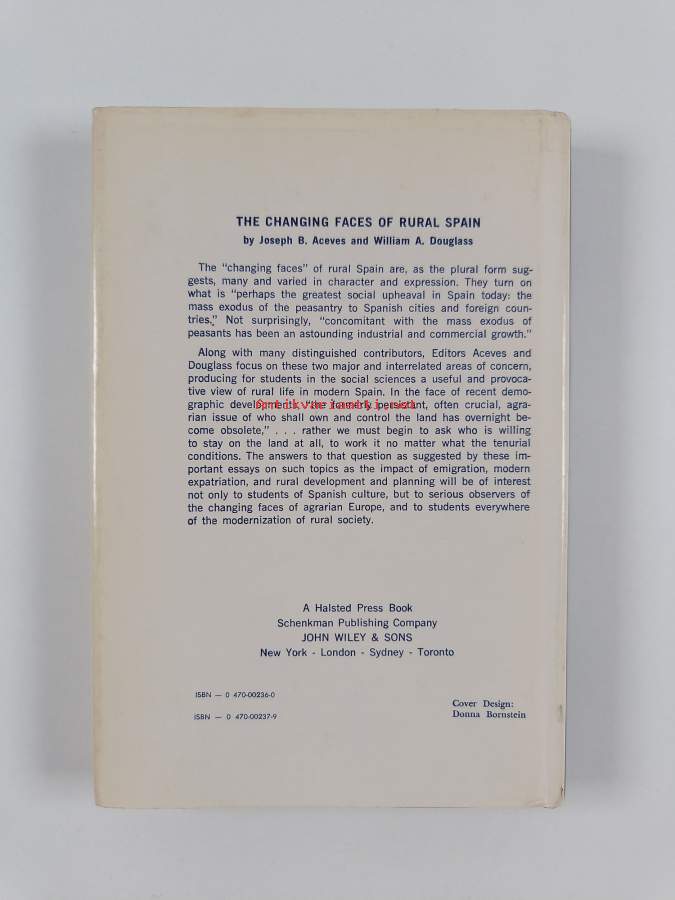 THE CHANGING FACES OF RURAL SPAIN
by Joseph B. Aceves and William A. Douglass
The “changing faces” of rural Spain are, as the plural form sug-
gests, many and varied in character and expression. They turn on
what is “perhaps the greatest social upheaval in Spain today: the
mass exodus of the peasantry to Spanish cities and foreign coun-
tries.” Not surprisingly, “concomitant with the mass exodus of
peasants has been an astounding industrial and commercial growth.”
Along with many distinguished contributors, Editors Aceves and
Douglass focus on these two major and interrelated areas of concern,
producing for students in the social sciences a useful and provoca-
tive view of rural life in modern Spain. In the face of recent demo-
graphic developments “the formerly persistant, often crucial, agra-
rian issue of who shall own and control the land has overnight be-
come obsolete,” . . . rather we must begin to ask who is willing
to stay on the land at all, to work it no matter what the tenurial
conditions. The answers to that question as suggested by these im-
portant essays on such topics as the impact of emigration, modern
expatriation, and rural development and planning will be of interest
not only to students of Spanish culture, but to serious observers of
the changing faces of agrarian Europe, and to students everywhere
of the modernization of rural society.
A Halsted Press Book
Schenkman Publishing Company
JOHN WILEY & SONS
New York - London - Sydney - Toronto
ISBN — 0 470-00236-0
ISBN — 0 470-00237-9
Cover Design:
Donna Bornstein